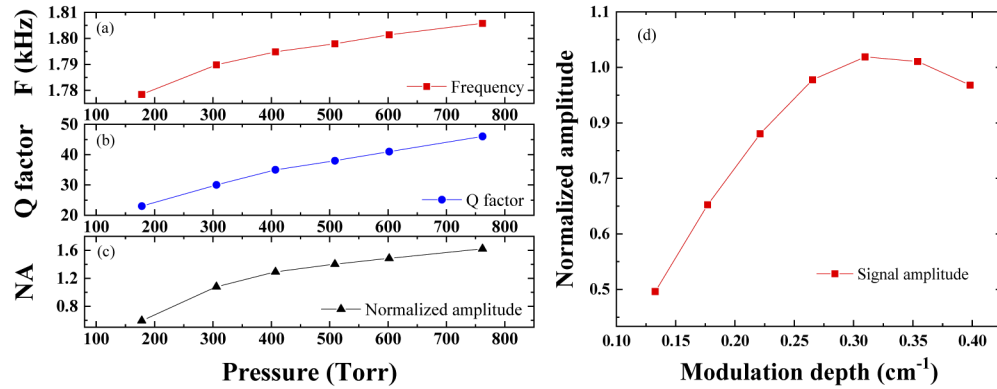 (a)
F (kHz)
1.81
1.80
1.79
1.78
Frequency
100 200 300 400 500 600 700 800
(b)
Q factor
50
40
30
20
Q factor
100 200 300 400 500 600 700 800
(c)
NA
1.6
1.2
0.8
Normalized amplitude
100 200 300 400 500 600 700 800
Pressure (Torr)
(d)
Normalized amplitude
1.1
1.0
0.9
0.7
0.6
0.5
Signal amplitude
0.10 0.15 0.20 0.25 0.30 0.35 0.40
Modulation depth (cm⁻¹)